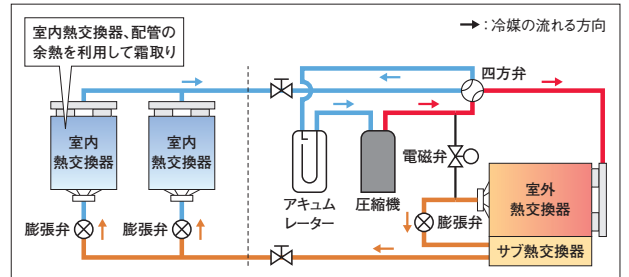 室内熱交換器、配管の
余熱を利用して霜取り
→:冷媒の流れる方向
四方弁
室内
熱交換器
室内
熱交換器
電磁弁
アキュム
レーター
圧縮機
室外
熱交換器
膨張弁
膨張弁
膨張弁
サブ熱交換器